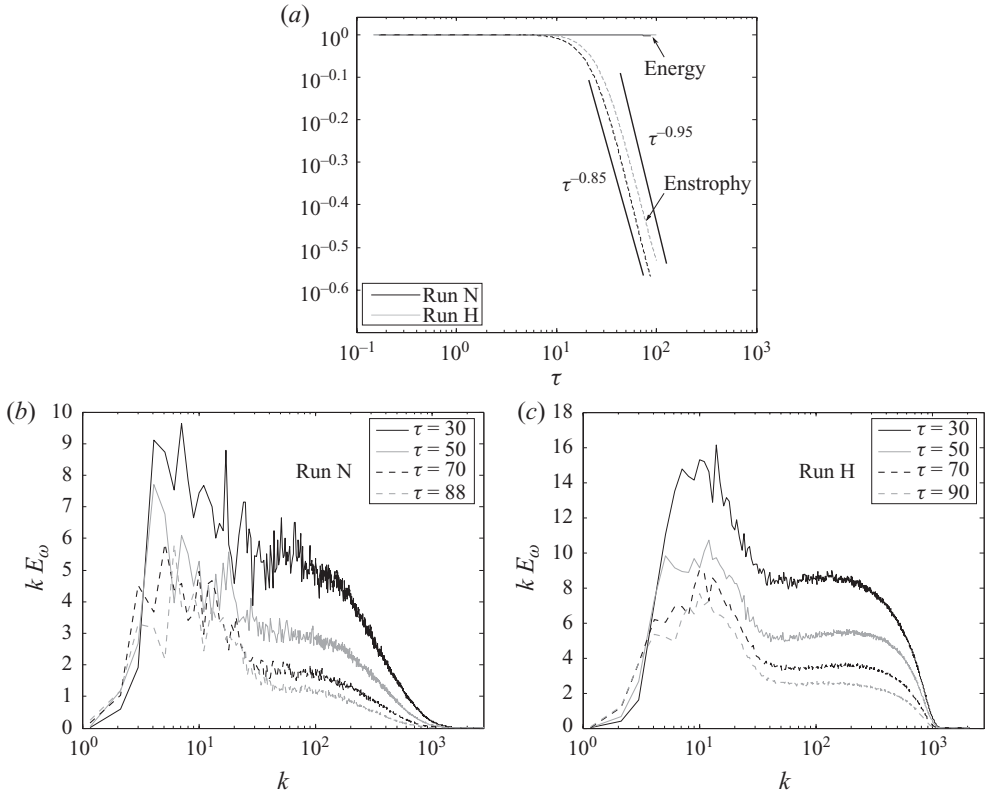 (a)
10^0
10^−0.1
10^−0.2
10^−0.3
10^−0.4
10^−0.5
10^−0.6
Energy
τ^−0.95
τ^−0.85
Enstrophy
Run N
Run H
10^−1 10^0 10^1 10^2 10^3
τ
(b)
10
9
8
7
6
5
4
3
2
1
0
k E_ω
Run N
τ = 30
τ = 50
τ = 70
τ = 88
10^0 10^1 10^2 10^3
k
(c)
18
16
14
12
10
8
6
4
2
0
k E_ω
Run H
τ = 30
τ = 50
τ = 70
τ = 90
10^0 10^1 10^2 10^3
k